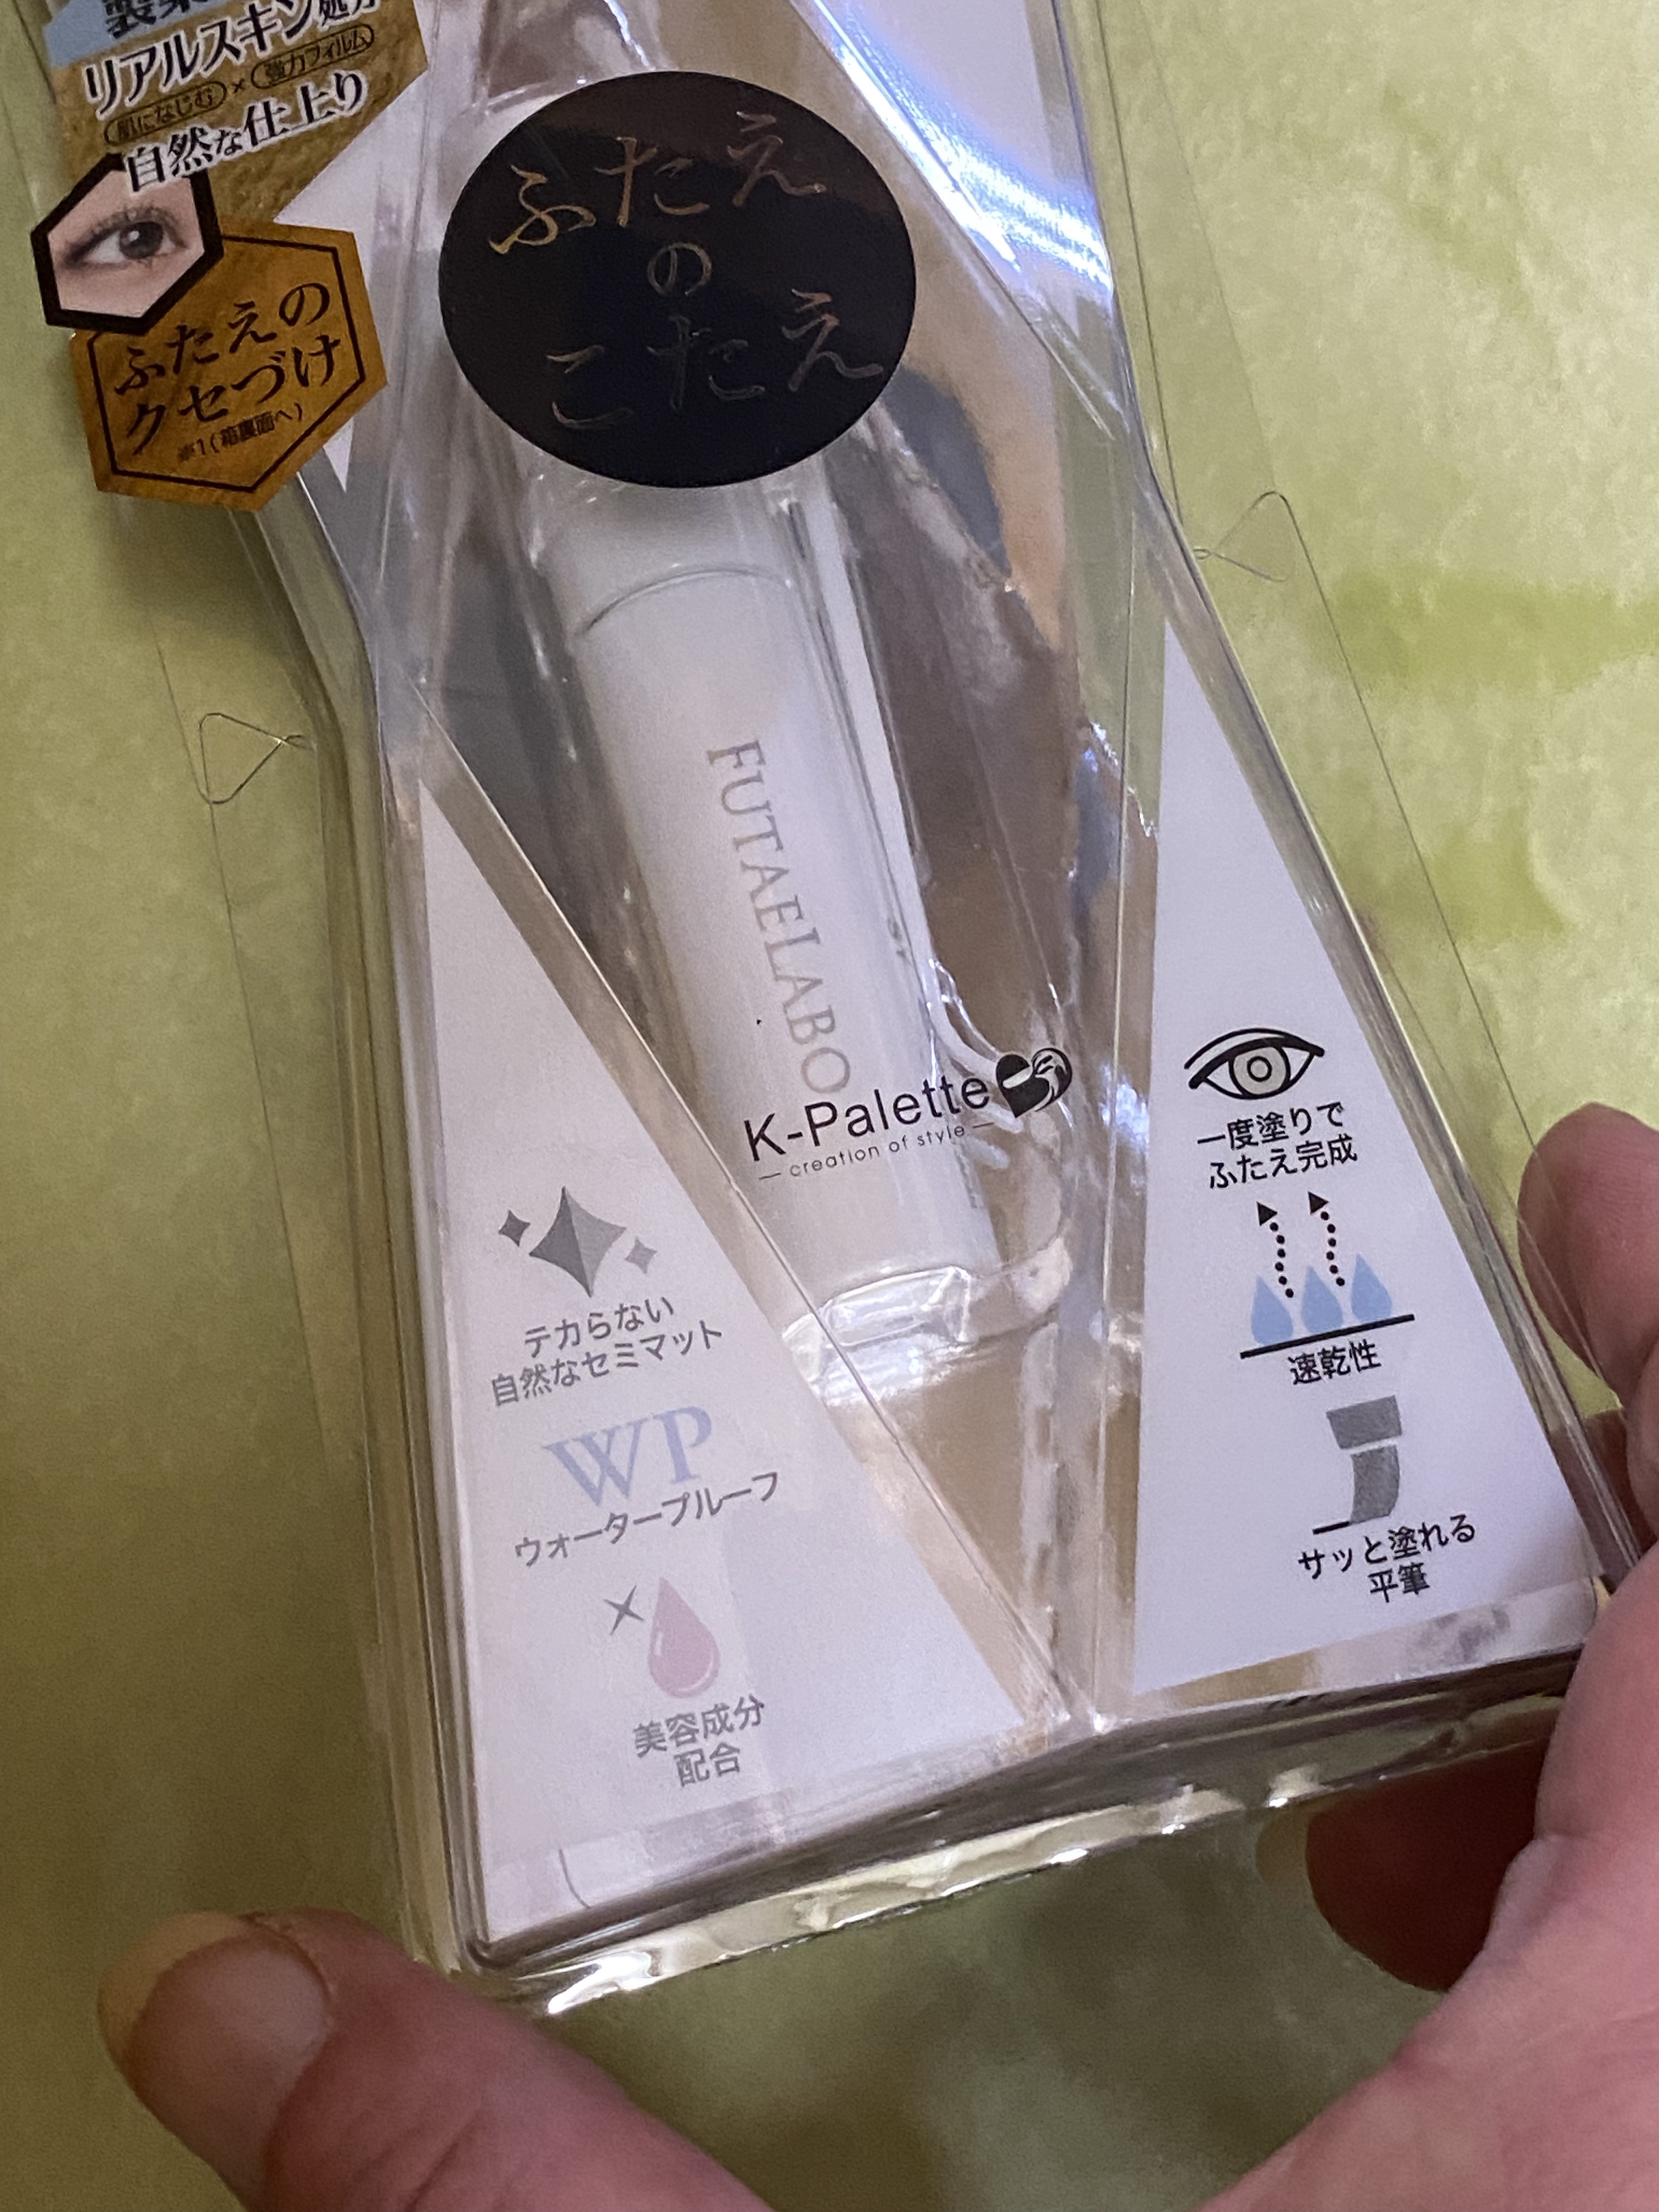 リアルスキン処方
肌になじむ×強力フィルム
自然な仕上り
ふたえの
クセづけ
※1(箱裏面へ)
ふたえ
の
こたえ
FUTAELABO
K-Palette
creation of style
テカらない
自然なセミマット
WP
ウォータープルーフ
美容成分
配合
一度塗りで
ふたえ完成
速乾性
サッと塗れる
平筆